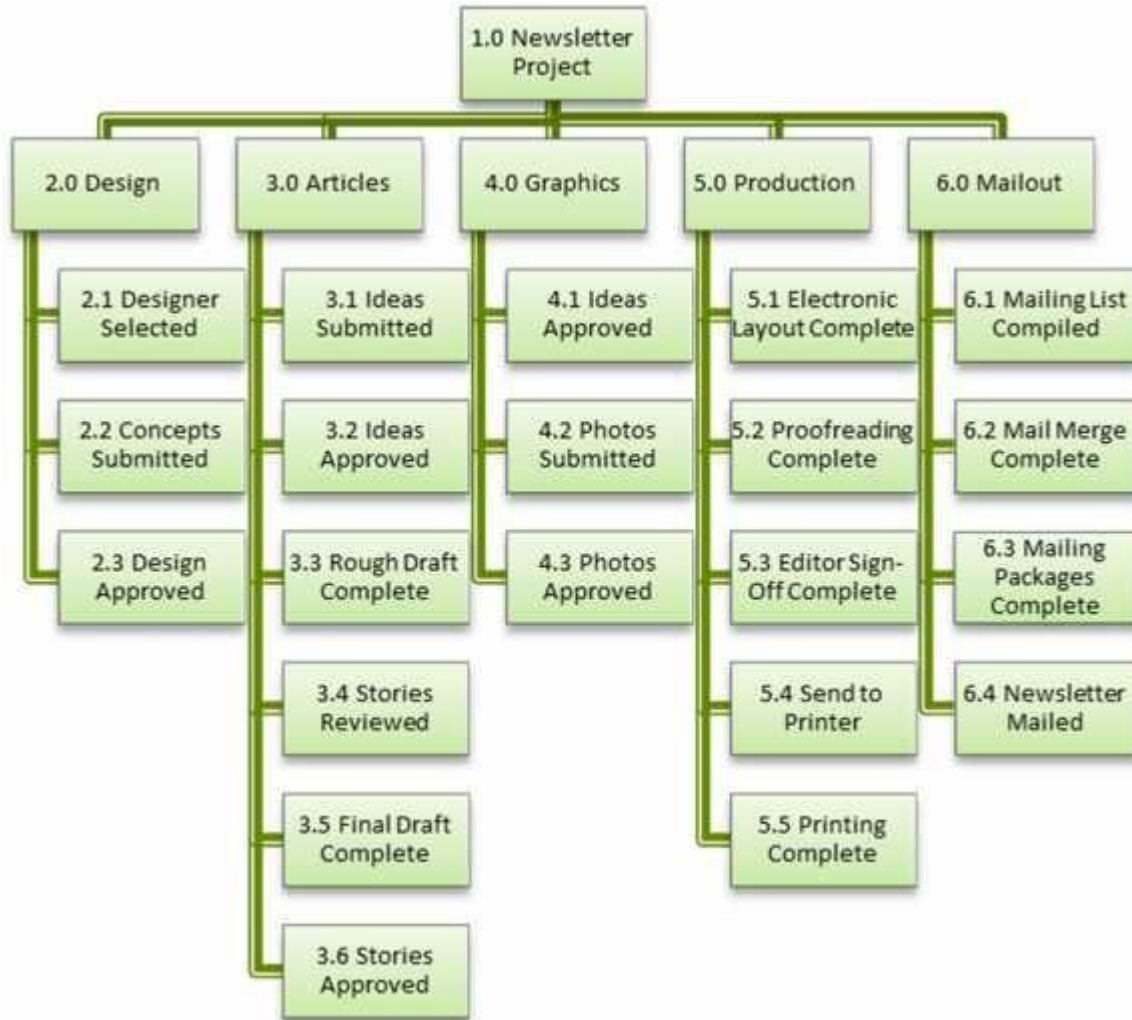 1.0 Newsletter
Project
2.0 Design
3.0 Articles
4.0 Graphics
5.0 Production
6.0 Mailout
2.1 Designer
Selected
3.1 Ideas
Submitted
4.1 Ideas
Approved
5.1 Electronic
Layout Complete
6.1 Mailing List
Compiled
2.2 Concepts
Submitted
3.2 Ideas
Approved
4.2 Photos
Submitted
5.2 Proofreading
Complete
6.2 Mail Merge
Complete
2.3 Design
Approved
3.3 Rough Draft
Complete
4.3 Photos
Approved
5.3 Editor Sign-
Off Complete
6.3 Mailing
Packages
Complete
3.4 Stories
Reviewed
5.4 Send to
Printer
6.4 Newsletter
Mailed
3.5 Final Draft
Complete
5.5 Printing
Complete
3.6 Stories
Approved